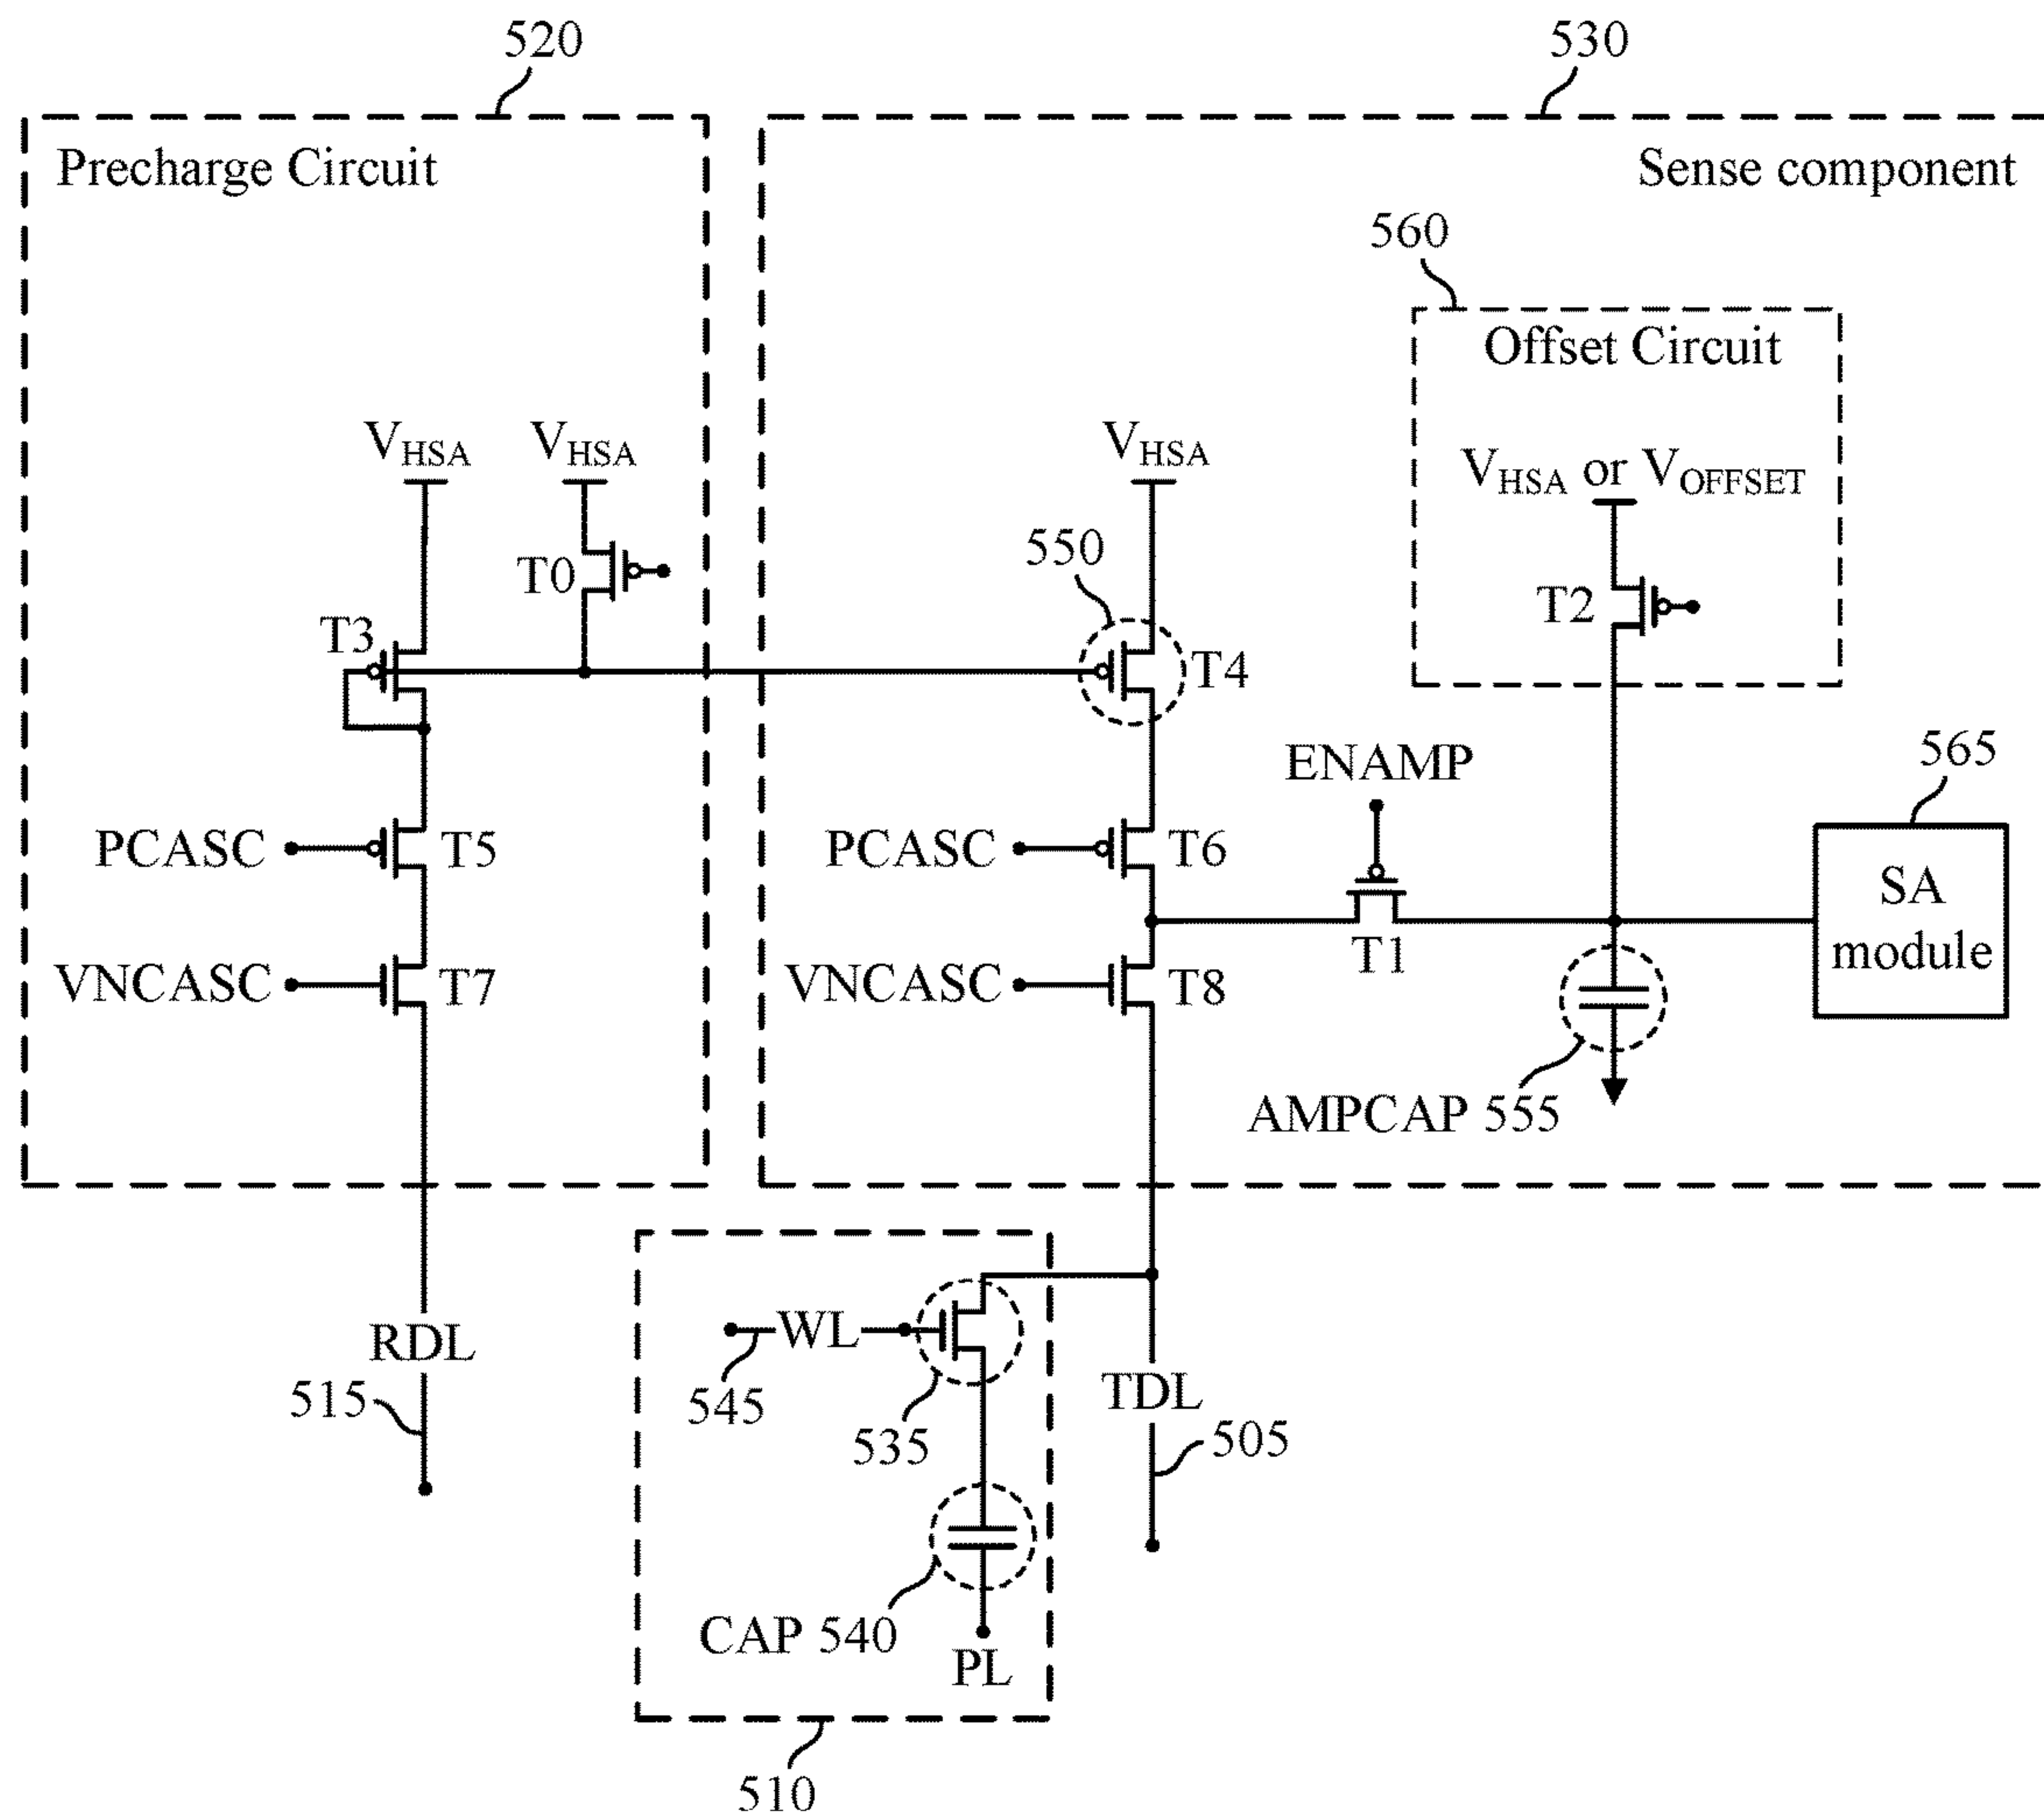 520
530
Precharge Circuit
Sense component
560
Offset Circuit
VHSA
VHSA
VHSA
VHSA or VOFFSET
550
T0
T2
T3
T4
ENAMP
565
PCASC
T5
PCASC
T6
SA
module
T1
VNCASC
T7
VNCASC
T8
AMPCAP 555
RDL
WL
515
545
535
TDL
505
CAP 540
PL
510